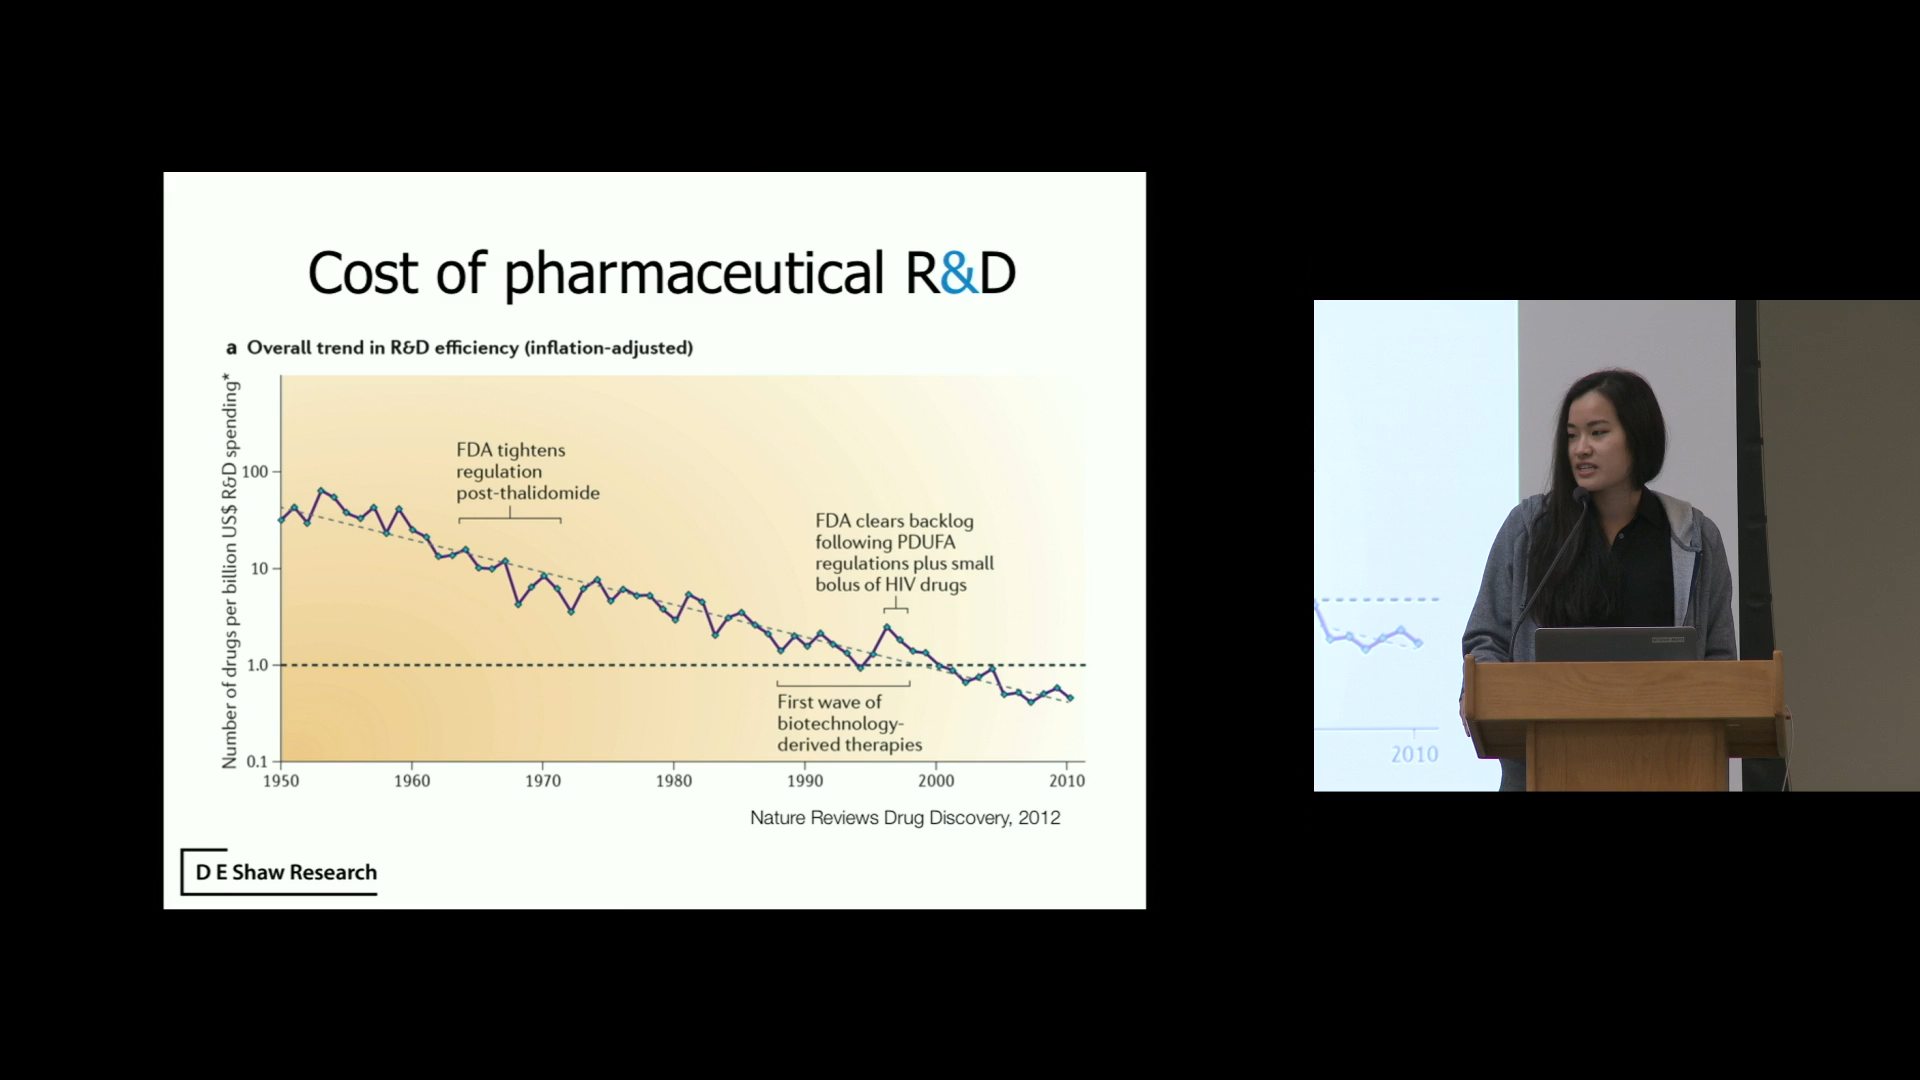 Cost of pharmaceutical R&D
a Overall trend in R&D efficiency (inflation-adjusted)
Number of drugs per billion US$ R&D spending*
100
10
1.0
0.1
FDA tightens
regulation
post-thalidomide
FDA clears backlog
following PDUFA
regulations plus small
bolus of HIV drugs
First wave of
biotechnology-
derived therapies
1950 1960 1970 1980 1990 2000 2010
Nature Reviews Drug Discovery, 2012
D E Shaw Research
2010